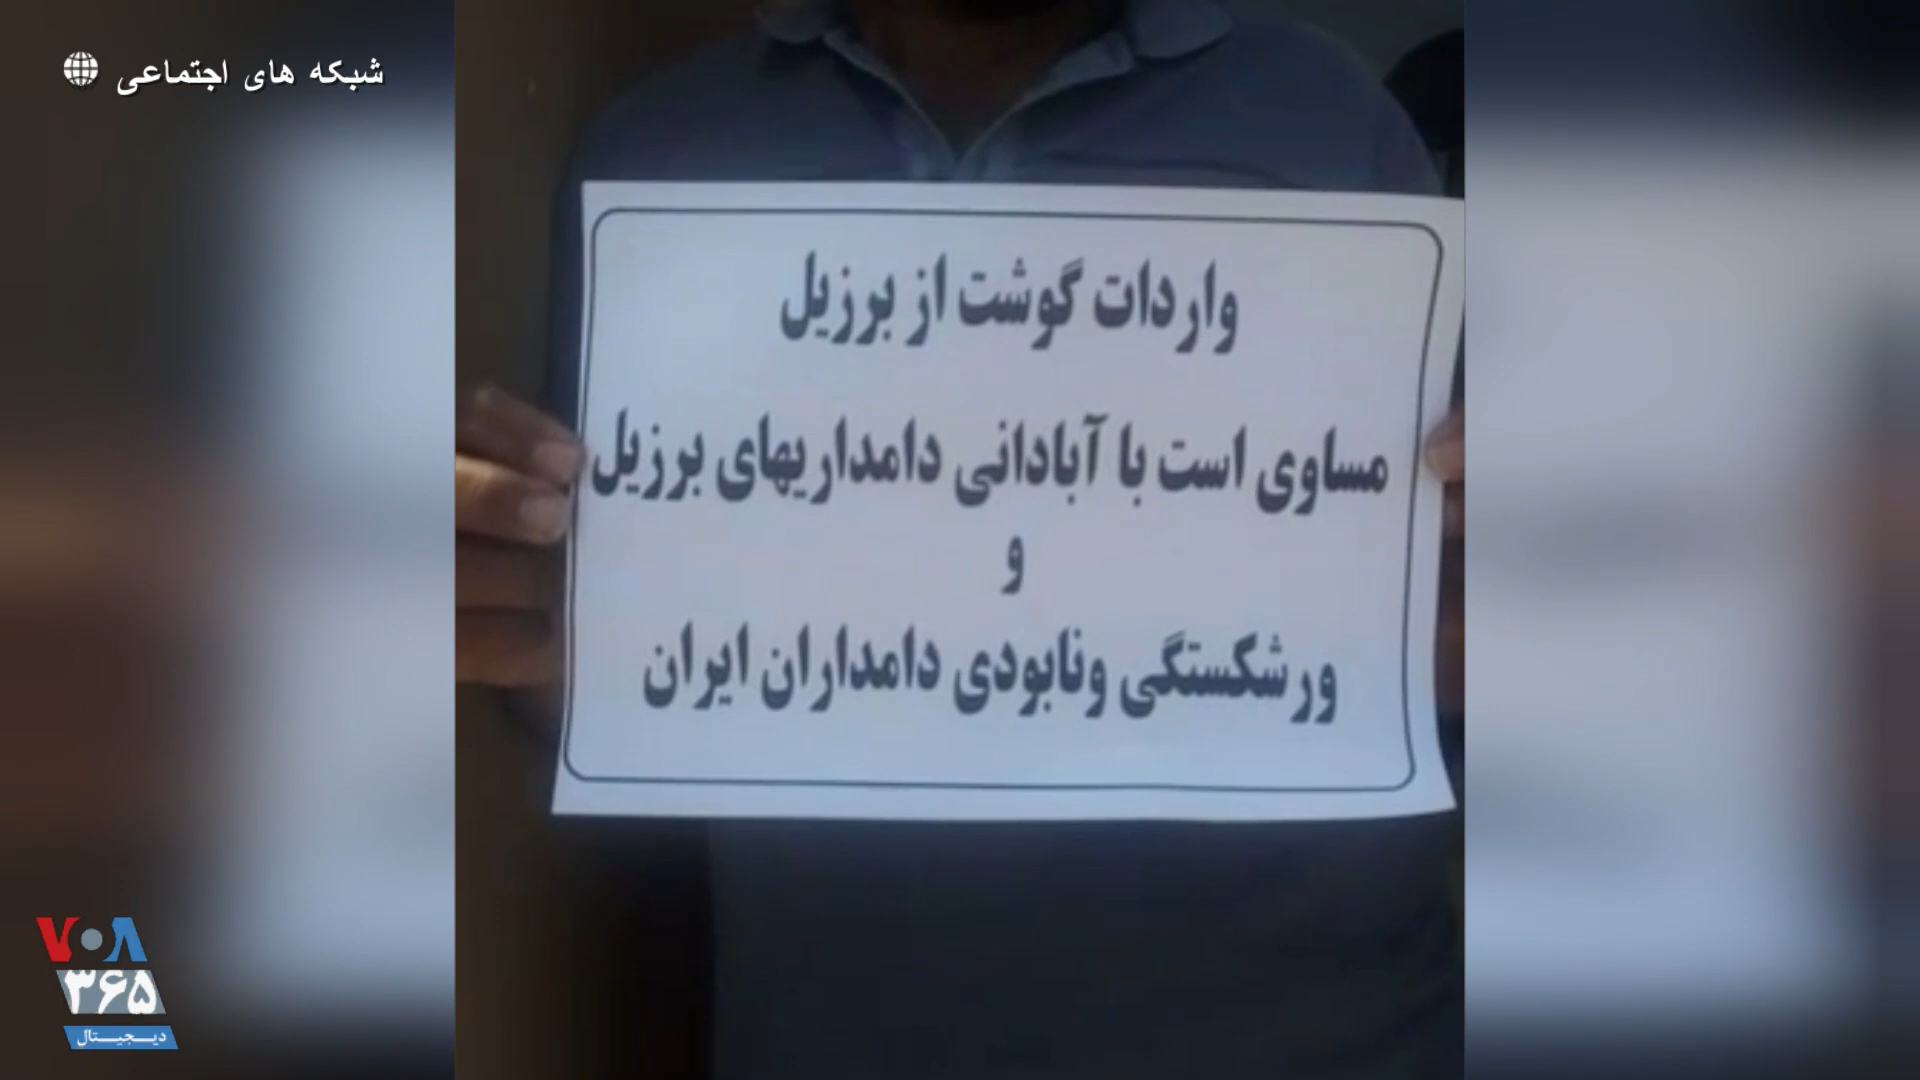 شبکه های اجتماعی
واردات گوشت از برزیل
مساوی است با آبادانی دامداریهای برزیل
و
ورشکستگی ونابودی دامداران ایران
VOA
۳۶۵
دیـجیـتال